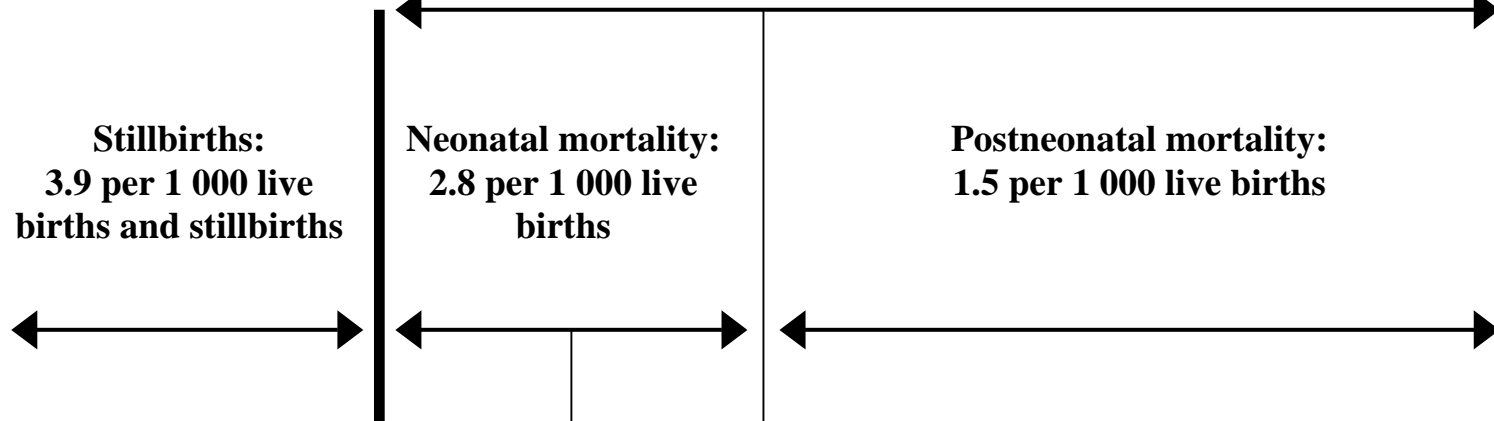 Stillbirths:
3.9 per 1 000 live
births and stillbirths
Neonatal mortality:
2.8 per 1 000 live
births
Postneonatal mortality:
1.5 per 1 000 live births